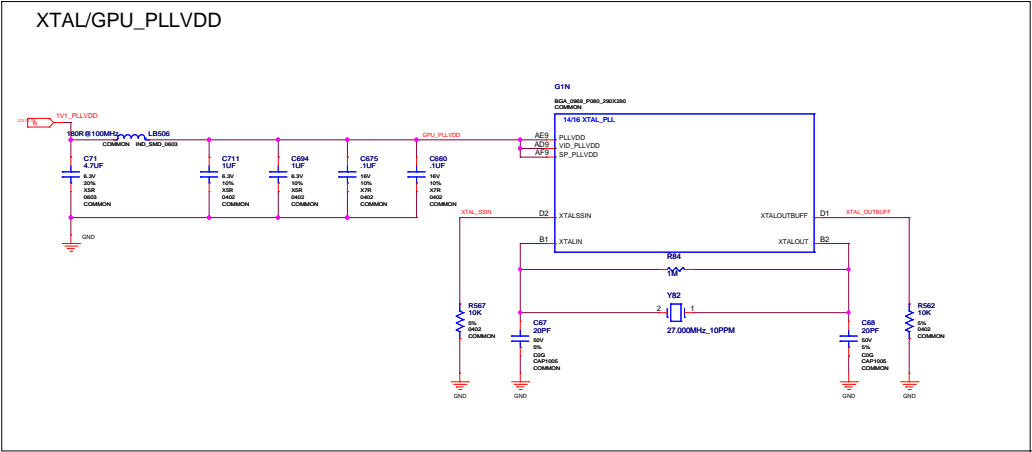 XTAL/GPU_PLLVDD
G1N
BGA_0969_P080_290X290
COMMON
14/16 XTAL_PLL
1V1_PLLVDD
IN
180R@100MHz LB506
COMMON IND_SMD_0603
GPU_PLLVDD
AE9 PLLVDD
AD9 VID_PLLVDD
AF9 SP_PLLVDD
C71
4.7UF
6.3V
20%
X5R
0603
COMMON
C711
1UF
6.3V
10%
X5R
0402
COMMON
C694
1UF
6.3V
10%
X5R
0402
COMMON
C675
.1UF
16V
10%
X7R
0402
COMMON
C660
.1UF
16V
10%
X7R
0402
COMMON
GND
XTAL_SSIN D2 XTALSSIN
XTALOUTBUFF D1 XTAL_OUTBUFF
B1 XTALIN
XTALOUT B2
R84
1M
Y82
2 1
27.000MHz_10PPM
R567
10K
5%
0402
COMMON
C67
20PF
50V
5%
C0G
CAP1005
COMMON
C68
20PF
50V
5%
C0G
CAP1005
COMMON
R562
10K
5%
0402
COMMON
GND
GND
GND
GND